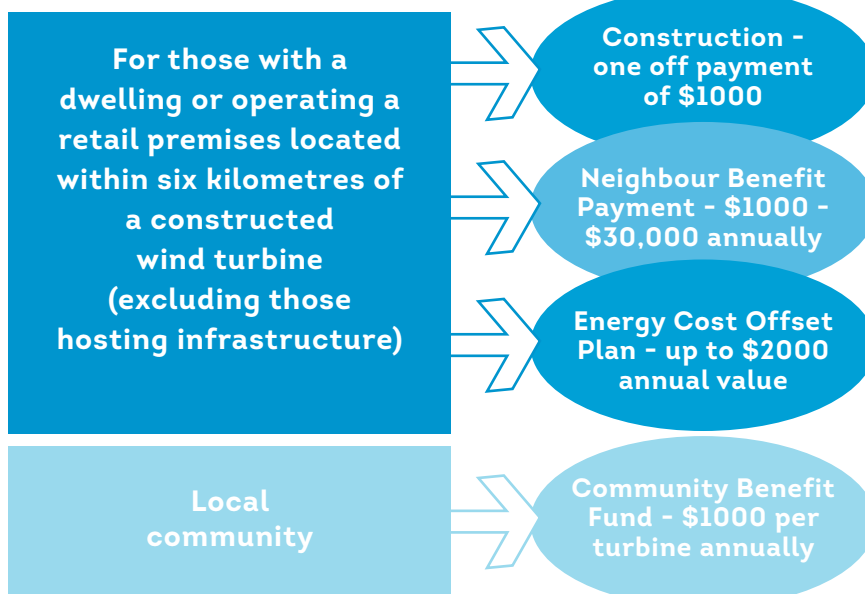 For those with a
dwelling or operating a
retail premises located
within six kilometres of
a constructed
wind turbine
(excluding those
hosting infrastructure)
Construction -
one off payment
of $1000
Neighbour Benefit
Payment - $1000 -
$30,000 annually
Energy Cost Offset
Plan - up to $2000
annual value
Local
community
Community Benefit
Fund - $1000 per
turbine annually